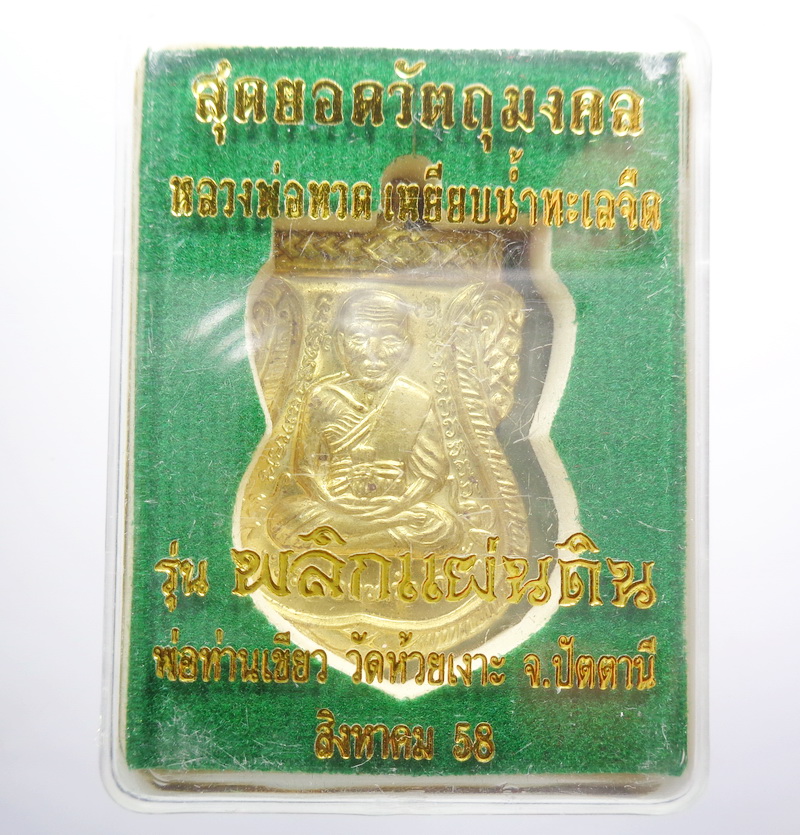 สุดยอดวัตถุมงคล
หลวงพ่อทวด เหยียบน้ำทะเลจืด
รุ่น พลิกแผ่นดิน
พ่อท่านเขียว วัดห้วยเงาะ จ.ปัตตานี
สิงหาคม 58